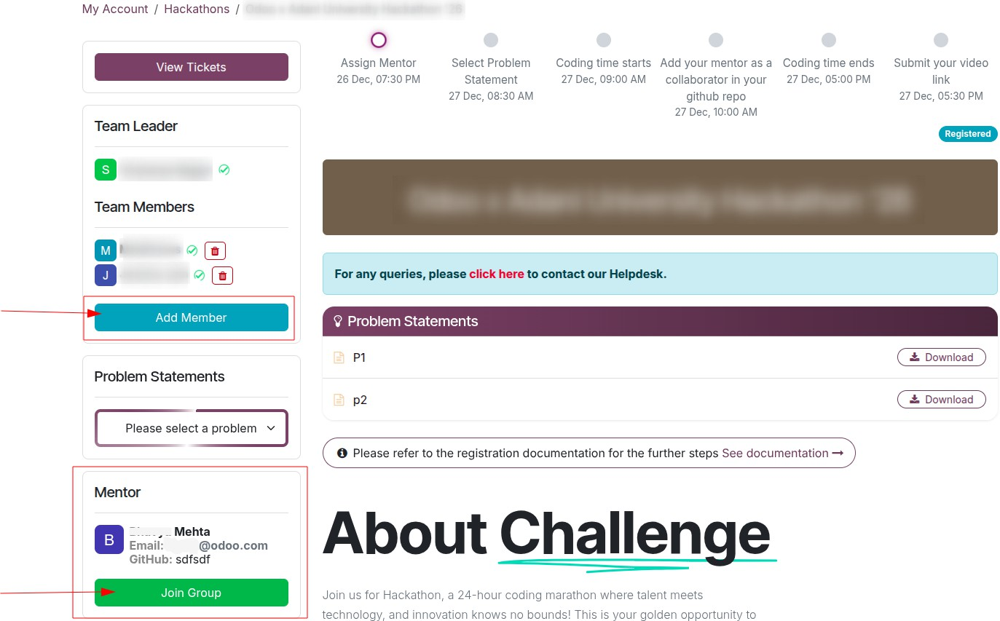 My Account / Hackathons /
View Tickets
Team Leader
S
Team Members
M
J
Add Member
Problem Statements
Please select a problem
Mentor
B
Mehta
Email: @odoo.com
GitHub: sdfsdf
Join Group
Assign Mentor
26 Dec, 07:30 PM
Select Problem
Statement
27 Dec, 08:30 AM
Coding time starts
27 Dec, 09:00 AM
Add your mentor as a
collaborator in your
github repo
27 Dec, 10:00 AM
Coding time ends
27 Dec, 05:00 PM
Submit your video
link
27 Dec, 05:30 PM
Registered
For any queries, please click here to contact our Helpdesk.
Problem Statements
P1
Download
p2
Download
Please refer to the registration documentation for the further steps See documentation
About Challenge
Join us for Hackathon, a 24-hour coding marathon where talent meets
technology, and innovation knows no bounds! This is your golden opportunity to